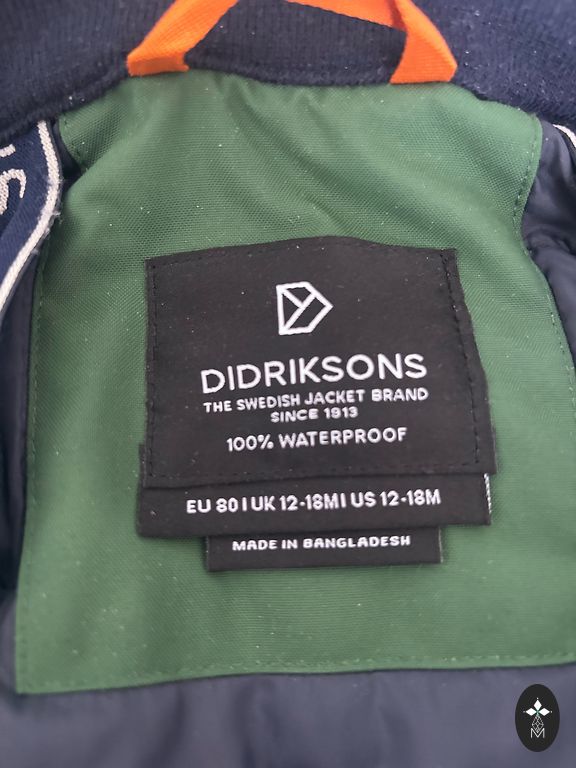 DIDRIKSONS
THE SWEDISH JACKET BRAND
SINCE 1913
100% WATERPROOF
EU 80 I UK 12-18M I US 12-18M
MADE IN BANGLADESH
M